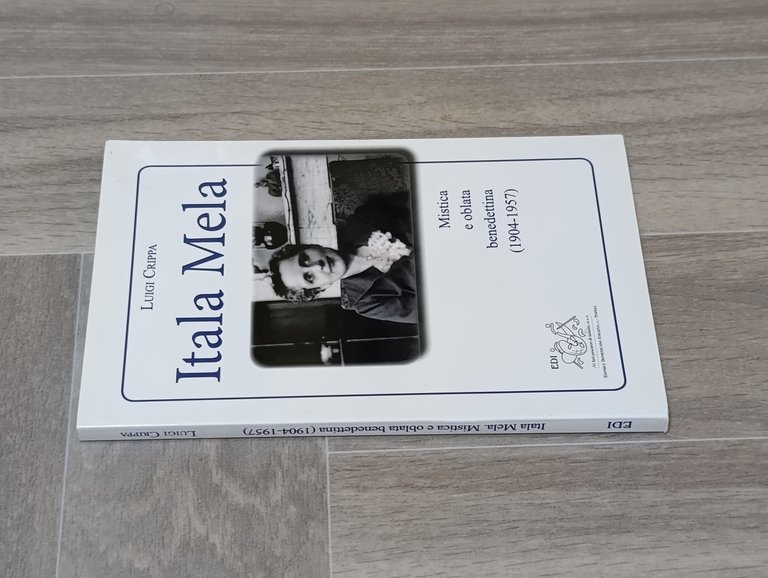 LUIGI CRIPPA
Itala Mela
Mistica
e oblata
benedettina
(1904-1957)
EDI
LUIGI CRIPPA Itala Mela. Mistica e oblata benedettina (1904-1957) EDI